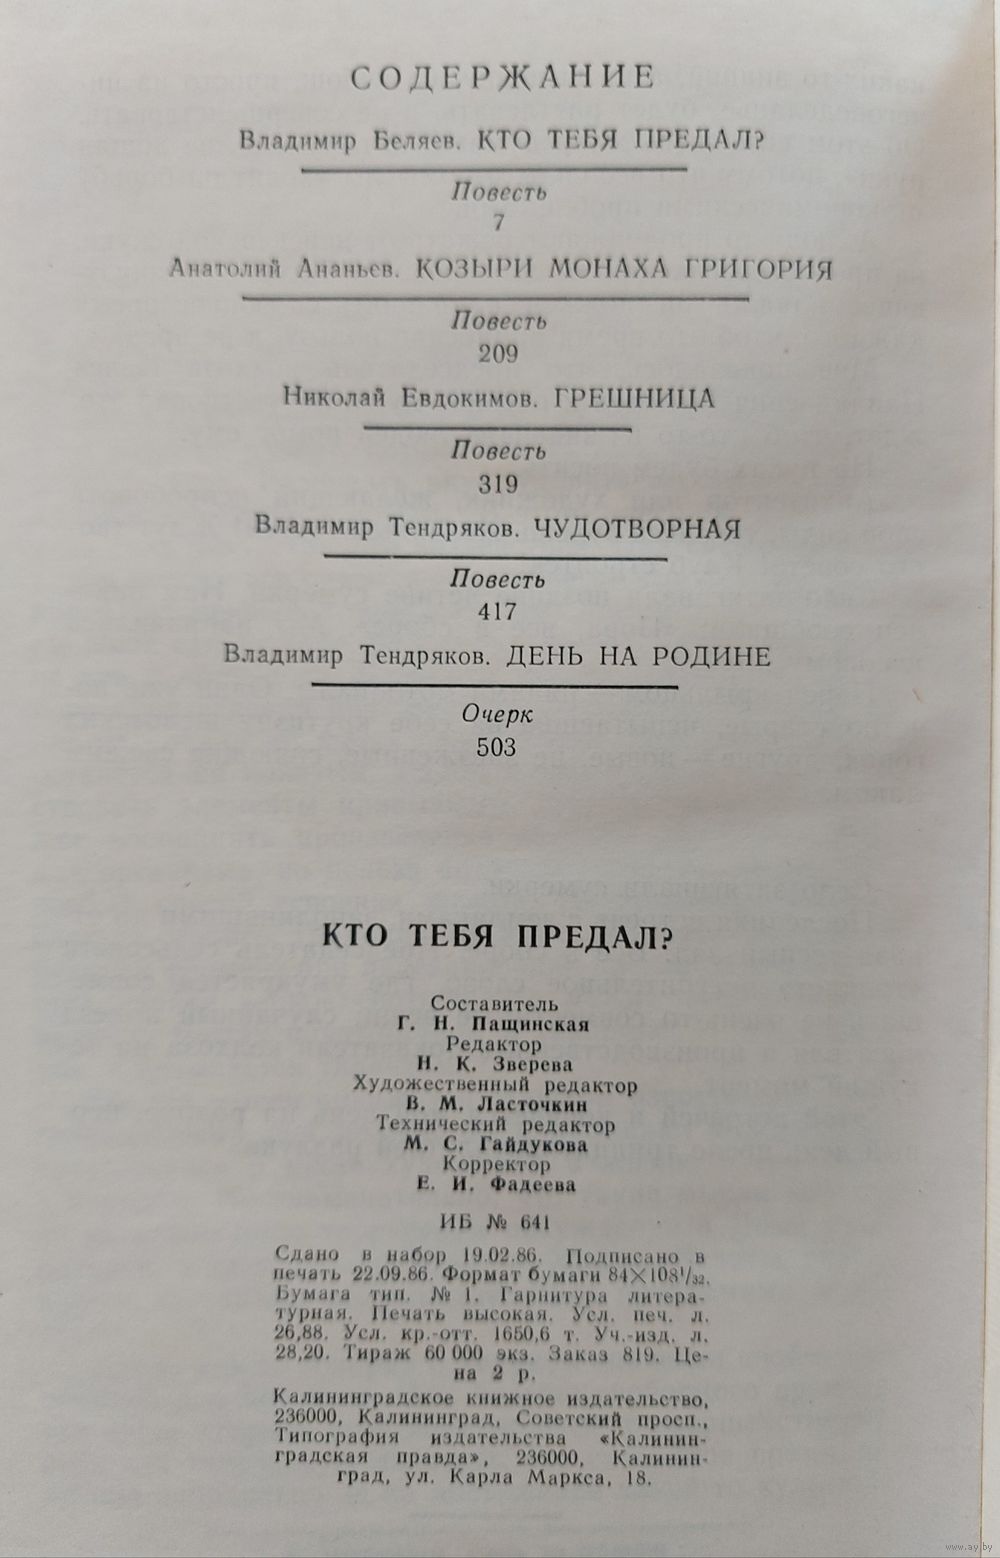 СОДЕРЖАНИЕ
Владимир Беляев. КТО ТЕБЯ ПРЕДАЛ?
Повесть
7
Анатолий Ананьев. КОЗЫРИ МОНАХА ГРИГОРИЯ
Повесть
209
Николай Евдокимов. ГРЕШНИЦА
Повесть
319
Владимир Тендряков. ЧУДОТВОРНАЯ
Повесть
417
Владимир Тендряков. ДЕНЬ НА РОДИНЕ
Очерк
503
КТО ТЕБЯ ПРЕДАЛ?
Составитель
Г. Н. Пащинская
Редактор
Н. К. Зверева
Художественный редактор
В. М. Ласточкин
Технический редактор
М. С. Гайдукова
Корректор
Е. И. Фадеева
ИБ № 641
Сдано в набор 19.02.86. Подписано в
печать 22.09.86. Формат бумаги 84×108¹/₃₂.
Бумага тип. № 1. Гарнитура литера-
турная. Печать высокая. Усл. печ. л.
26,88. Усл. кр.-отт. 1650,6 т. Уч.-изд. л.
28,20. Тираж 60 000 экз. Заказ 819. Це-
на 2 р.
Калининградское книжное издательство,
236000, Калининград, Советский просп.,
Типография издательства «Калинин-
градская правда», 236000, Калинин-
град, ул. Карла Маркса, 18.
www.ay.by